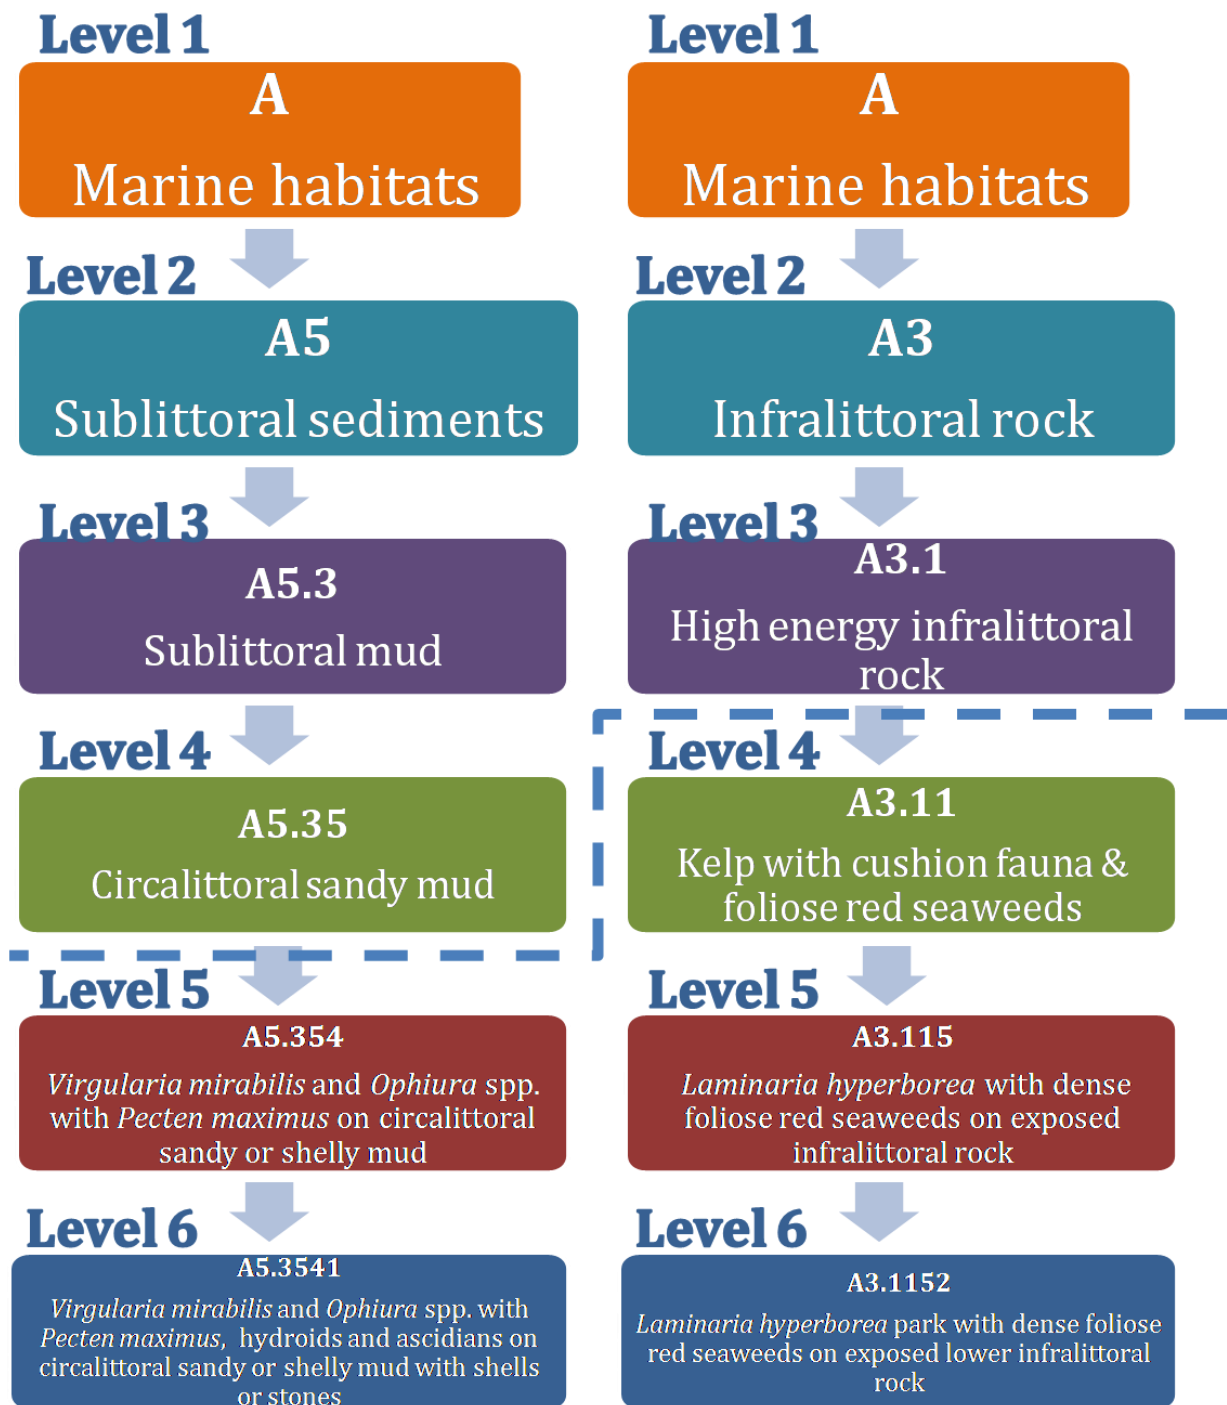 Level 1
A
Marine habitats
Level 2
A5
Sublittoral sediments
Level 3
A5.3
Sublittoral mud
Level 4
A5.35
Circalittoral sandy mud
Level 5
A5.354
Virgularia mirabilis and Ophiura spp.
with Pecten maximus on circalittoral
sandy or shelly mud
Level 6
A5.3541
Virgularia mirabilis and Ophiura spp. with
Pecten maximus, hydroids and ascidians on
circalittoral sandy or shelly mud with shells
or stones
Level 1
A
Marine habitats
Level 2
A3
Infralittoral rock
Level 3
A3.1
High energy infralittoral
rock
Level 4
A3.11
Kelp with cushion fauna &
foliose red seaweeds
Level 5
A3.115
Laminaria hyperborea with dense
foliose red seaweeds on exposed
infralittoral rock
Level 6
A3.1152
Laminaria hyperborea park with dense foliose
red seaweeds on exposed lower infralittoral
rock